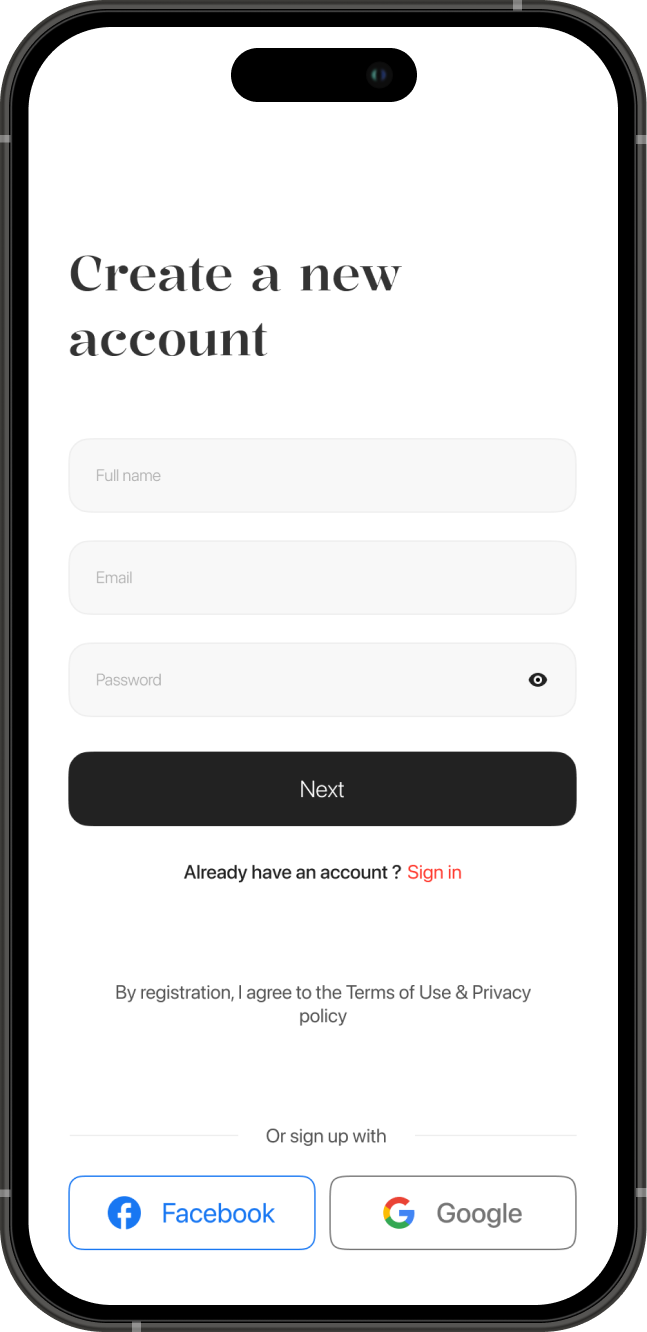 Create a new
account
Full name
Email
Password
Next
Already have an account ? Sign in
By registration, I agree to the Terms of Use & Privacy
policy
Or sign up with
Facebook
Google